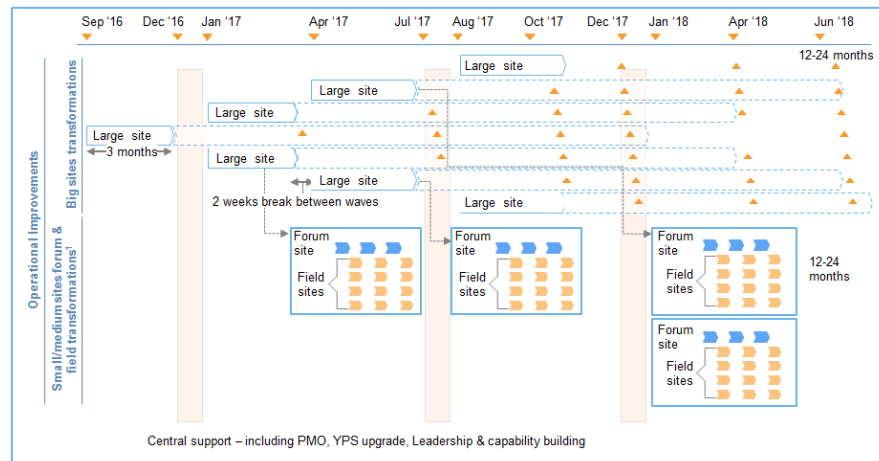 Sep ‘16 Dec ‘16 Jan ‘17 Apr ‘17 Jul ‘17 Aug ‘17 Oct ‘17 Dec ‘17 Jan ‘18 Apr ‘18 Jun ‘18
12-24 months
Operational Improvements
Big sites transformations
Large site
Large site
Large site
Large site
3 months
Large site
Large site
2 weeks break between waves
Large site
Small/medium sites forum &
field transformations¹
Forum
site
Field
sites
Forum
site
Field
sites
Forum
site
Field
sites
12-24
months
Forum
site
Field
sites
Central support – including PMO, YPS upgrade, Leadership & capability building